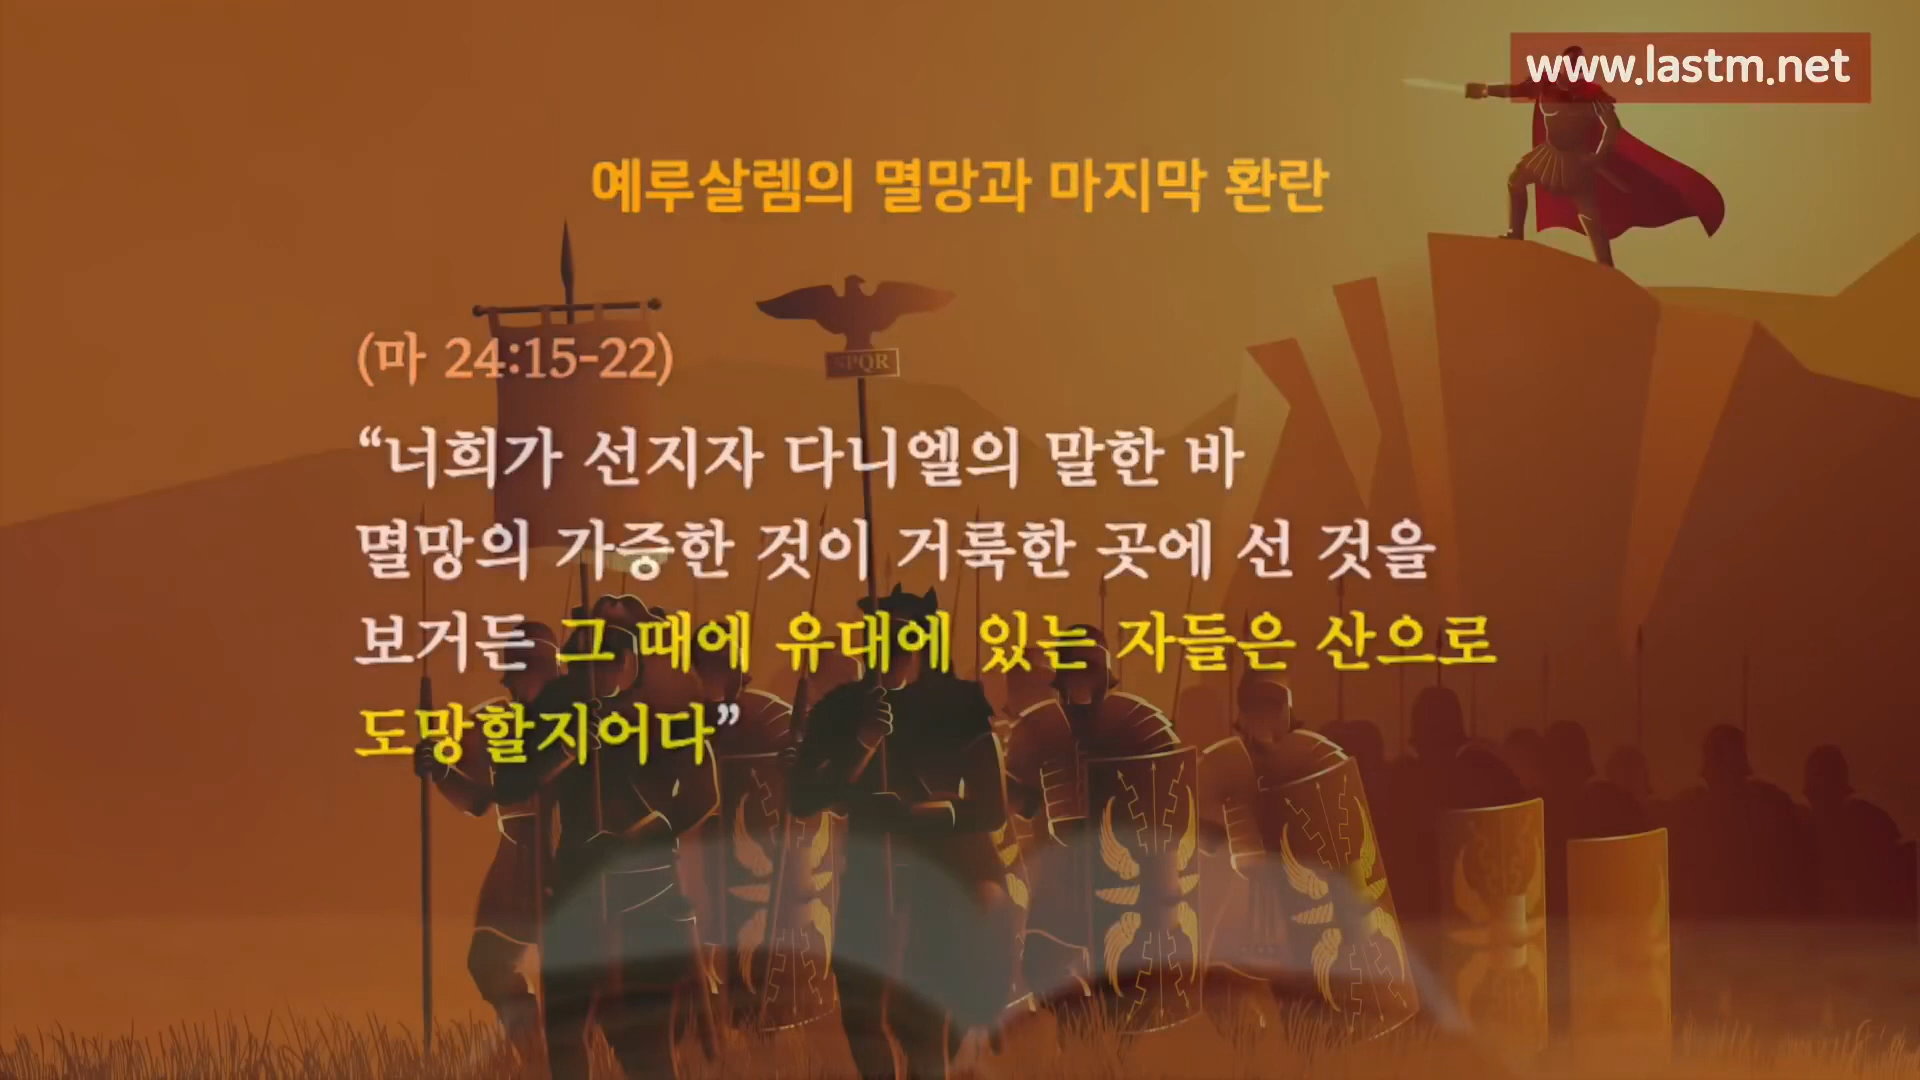 www.lastm.net
예루살렘의 멸망과 마지막 환란
SPQR
(마 24:15-22)
“너희가 선지자 다니엘의 말한 바
멸망의 가증한 것이 거룩한 곳에 선 것을
보거든 그 때에 유대에 있는 자들은 산으로
도망할지어다”